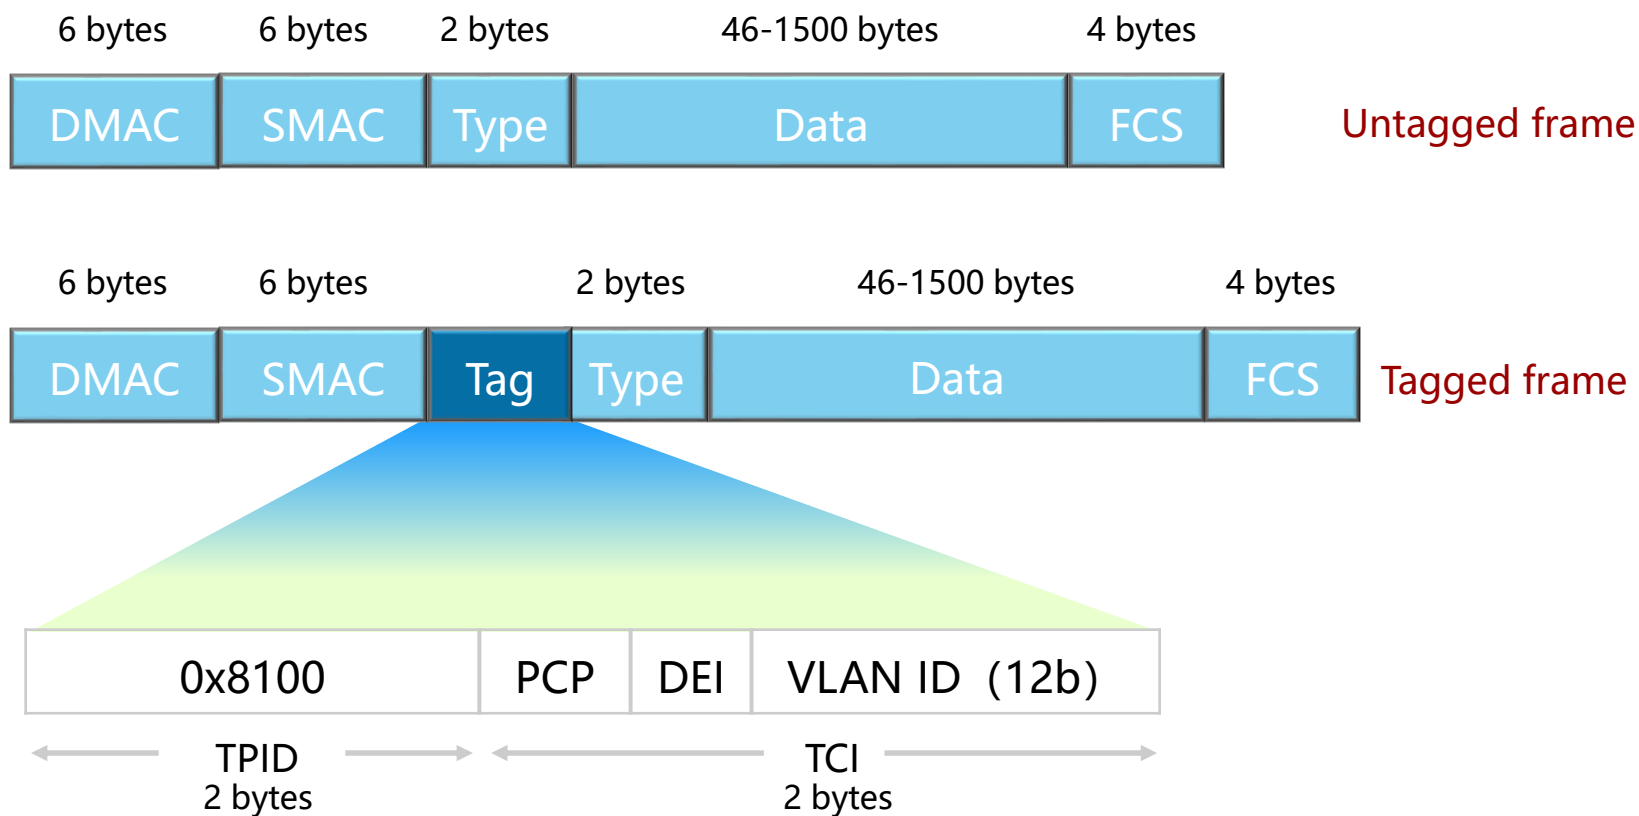 6 bytes 6 bytes 2 bytes 46-1500 bytes 4 bytes
DMAC SMAC Type Data FCS Untagged frame
6 bytes 6 bytes 2 bytes 46-1500 bytes 4 bytes
DMAC SMAC Tag Type Data FCS Tagged frame
0x8100 PCP DEI VLAN ID（12b）
TPID TCI
2 bytes 2 bytes